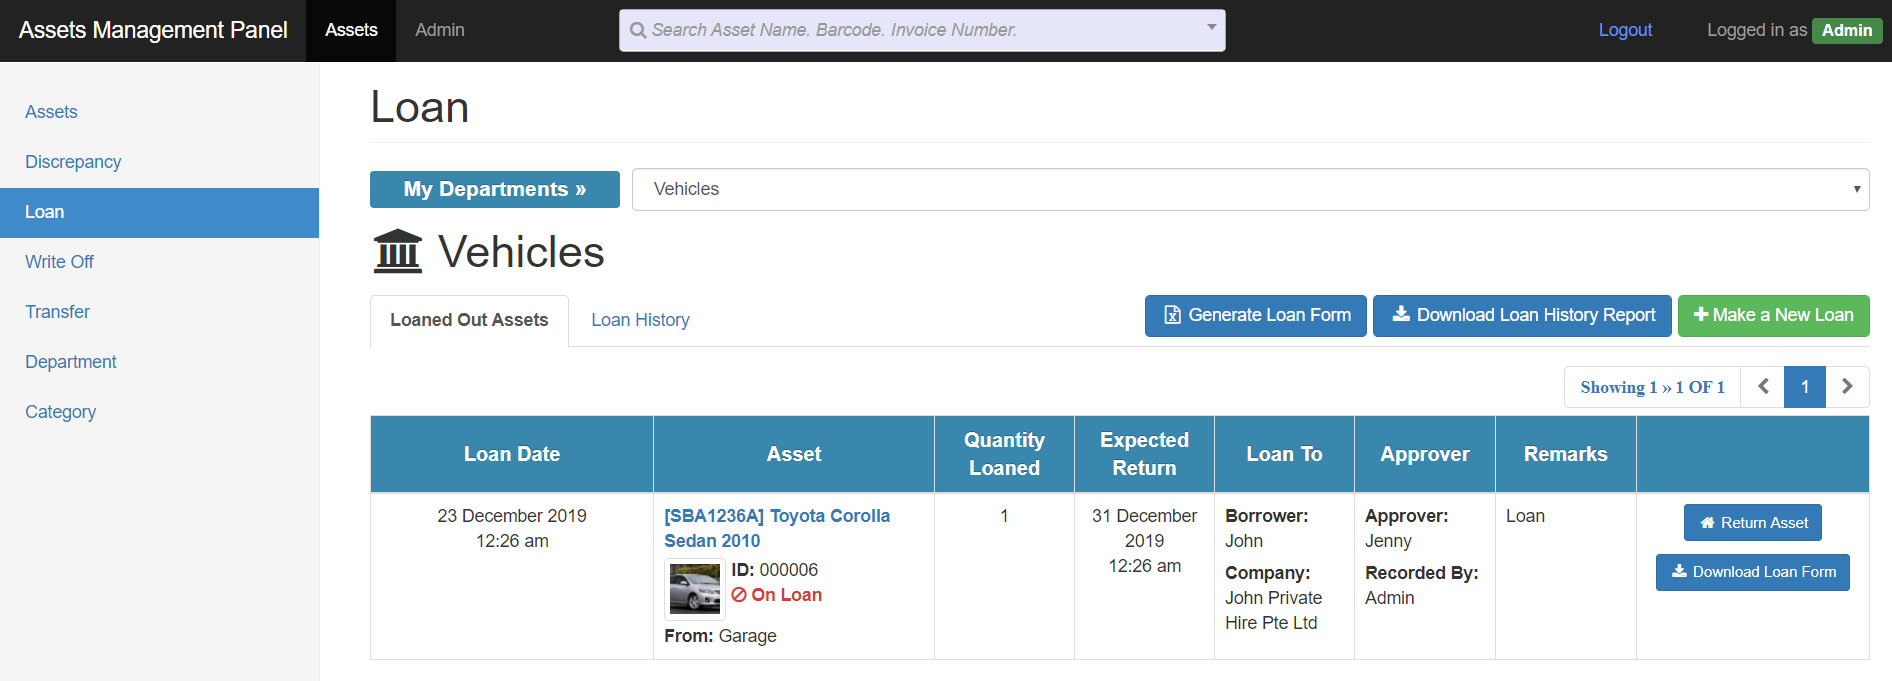 Assets Management Panel Assets Admin Search Asset Name. Barcode. Invoice Number. Logout Logged in as Admin
Assets
Discrepancy
Loan
Write Off
Transfer
Department
Category
Loan
My Departments » Vehicles
Vehicles
Loaned Out Assets Loan History Generate Loan Form Download Loan History Report Make a New Loan
Showing 1 » 1 OF 1 1
Loan Date Asset Quantity Loaned Expected Return Loan To Approver Remarks
23 December 2019
12:26 am
[SBA1236A] Toyota Corolla
Sedan 2010
ID: 000006
On Loan
From: Garage
1
31 December
2019
12:26 am
Borrower:
John
Company:
John Private
Hire Pte Ltd
Approver:
Jenny
Recorded By:
Admin
Loan
Return Asset
Download Loan Form